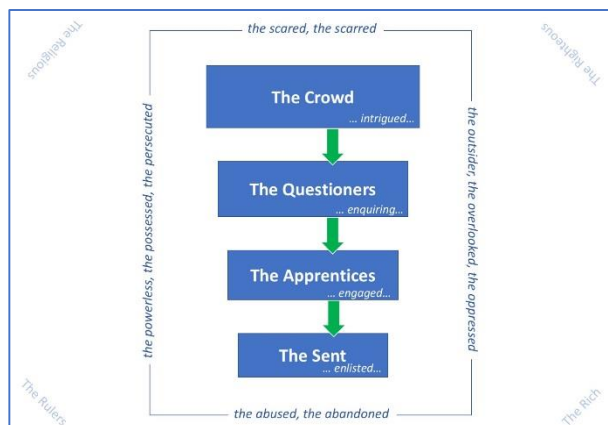 The Religious
the scared, the scarred
The Righteous
The Crowd
... intrigued...
The Questioners
... enquiring...
The Apprentices
... engaged...
The Sent
... enlisted...
the powerless, the possessed, the persecuted
the outsider, the overlooked, the oppressed
The Rulers
the abused, the abandoned
The Rich